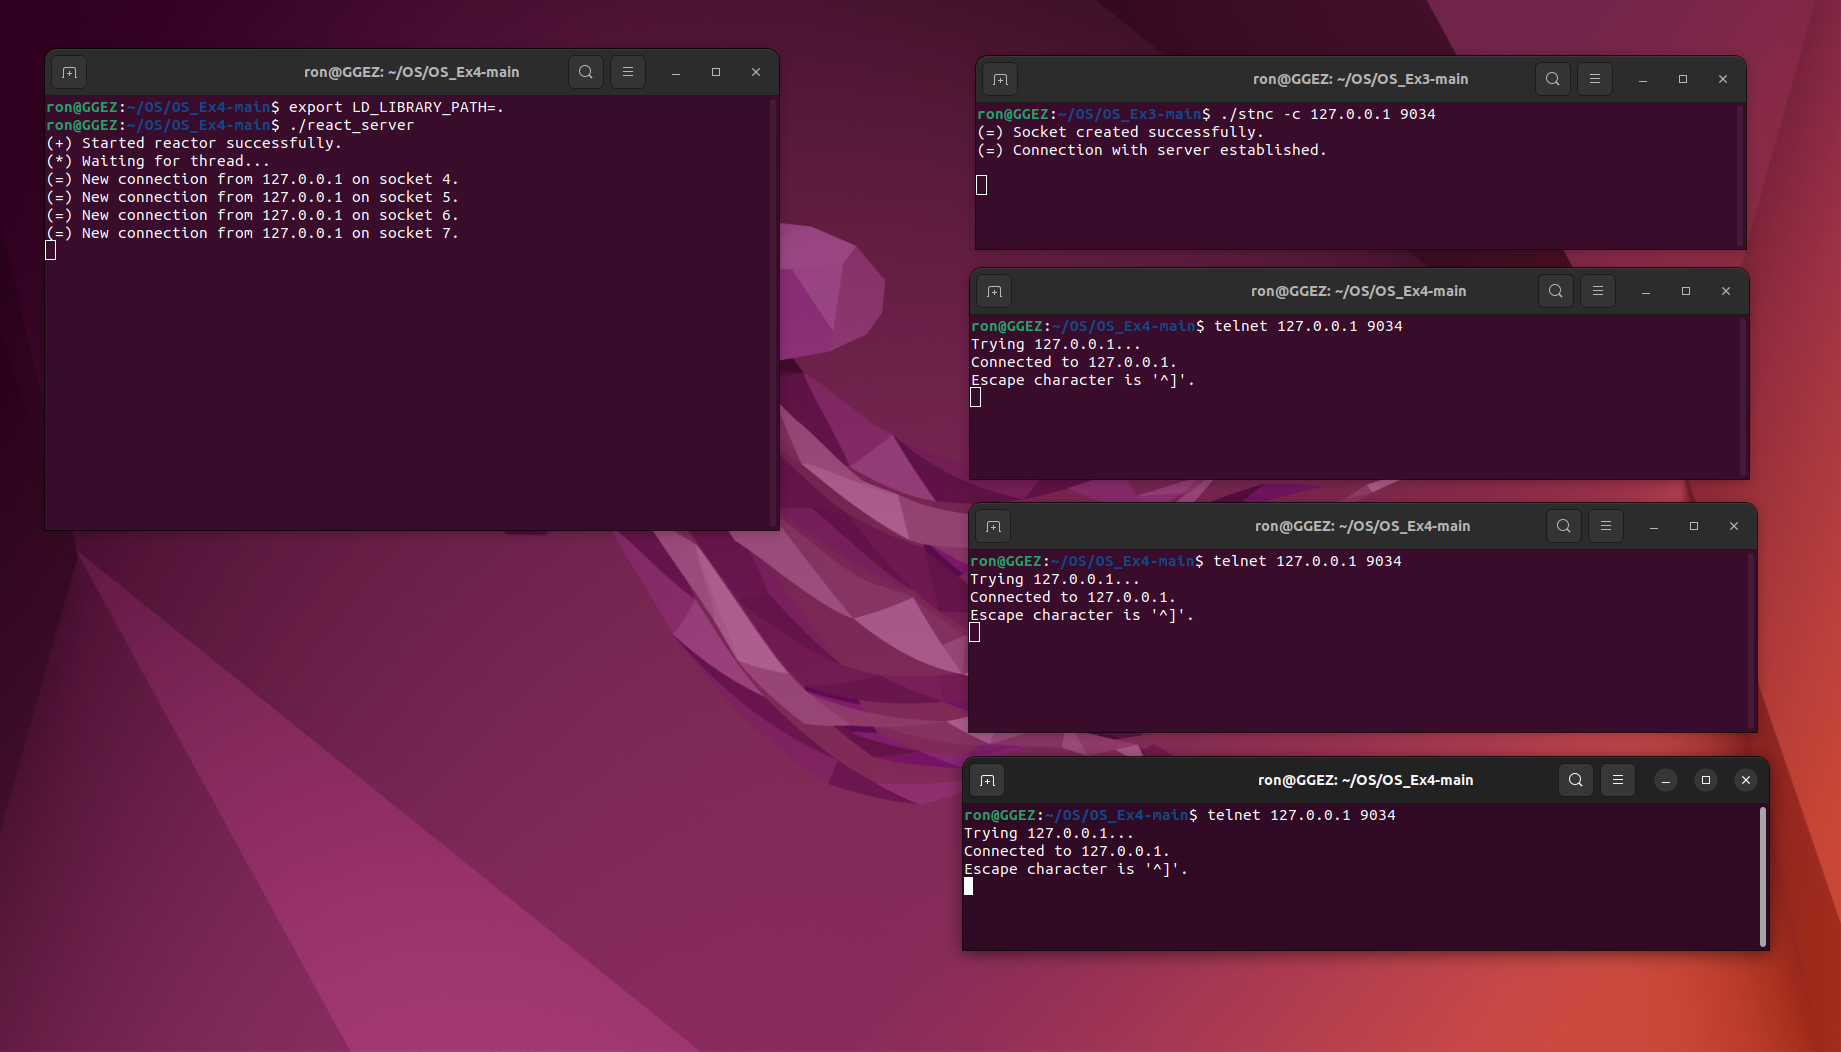 ron@GGEZ: ~/OS/OS_Ex4-main
ron@GGEZ:~/OS/OS_Ex4-main$ export LD_LIBRARY_PATH=.
ron@GGEZ:~/OS/OS_Ex4-main$ ./react_server
(+) Started reactor successfully.
(*) Waiting for thread...
(=) New connection from 127.0.0.1 on socket 4.
(=) New connection from 127.0.0.1 on socket 5.
(=) New connection from 127.0.0.1 on socket 6.
(=) New connection from 127.0.0.1 on socket 7.
ron@GGEZ: ~/OS/OS_Ex3-main
ron@GGEZ:~/OS/OS_Ex3-main$ ./stnc -c 127.0.0.1 9034
(=) Socket created successfully.
(=) Connection with server established.
ron@GGEZ: ~/OS/OS_Ex4-main
ron@GGEZ:~/OS/OS_Ex4-main$ telnet 127.0.0.1 9034
Trying 127.0.0.1...
Connected to 127.0.0.1.
Escape character is '^]'.
ron@GGEZ: ~/OS/OS_Ex4-main
ron@GGEZ:~/OS/OS_Ex4-main$ telnet 127.0.0.1 9034
Trying 127.0.0.1...
Connected to 127.0.0.1.
Escape character is '^]'.
ron@GGEZ: ~/OS/OS_Ex4-main
ron@GGEZ:~/OS/OS_Ex4-main$ telnet 127.0.0.1 9034
Trying 127.0.0.1...
Connected to 127.0.0.1.
Escape character is '^]'.